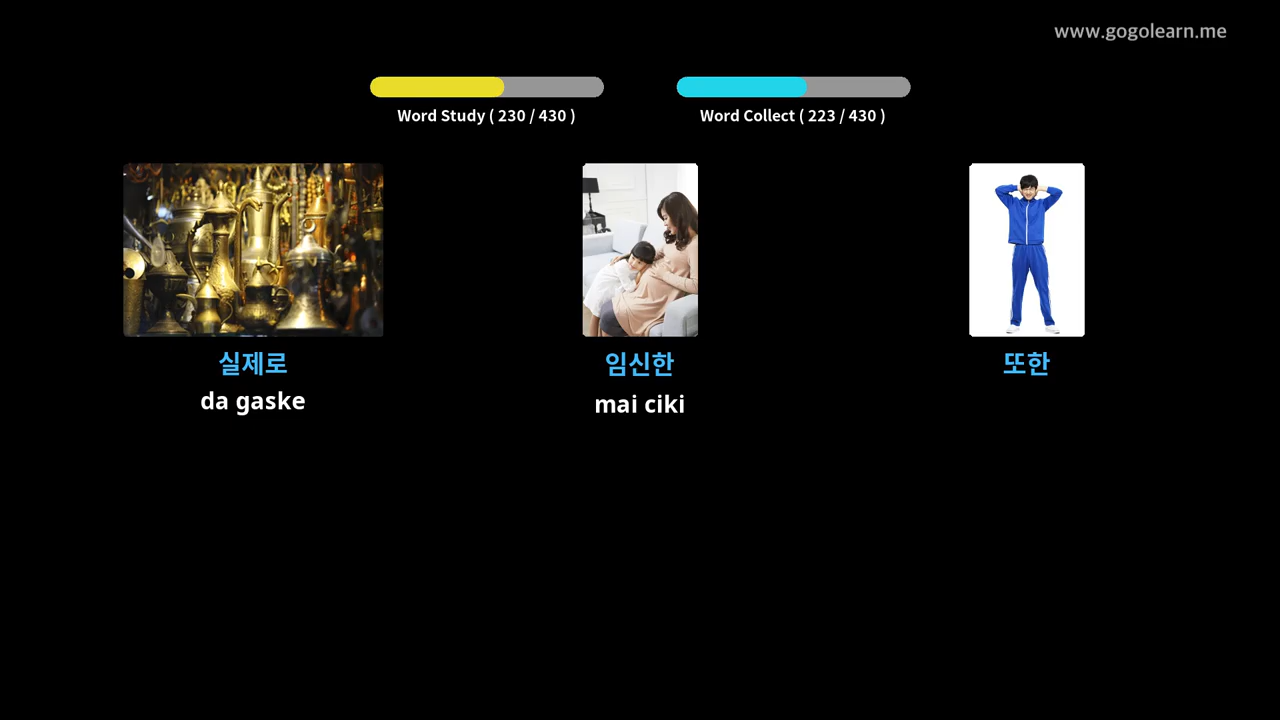 www.gogolearn.me
Word Study ( 230 / 430 )
Word Collect ( 223 / 430 )
실제로
da gaske
임신한
mai ciki
또한